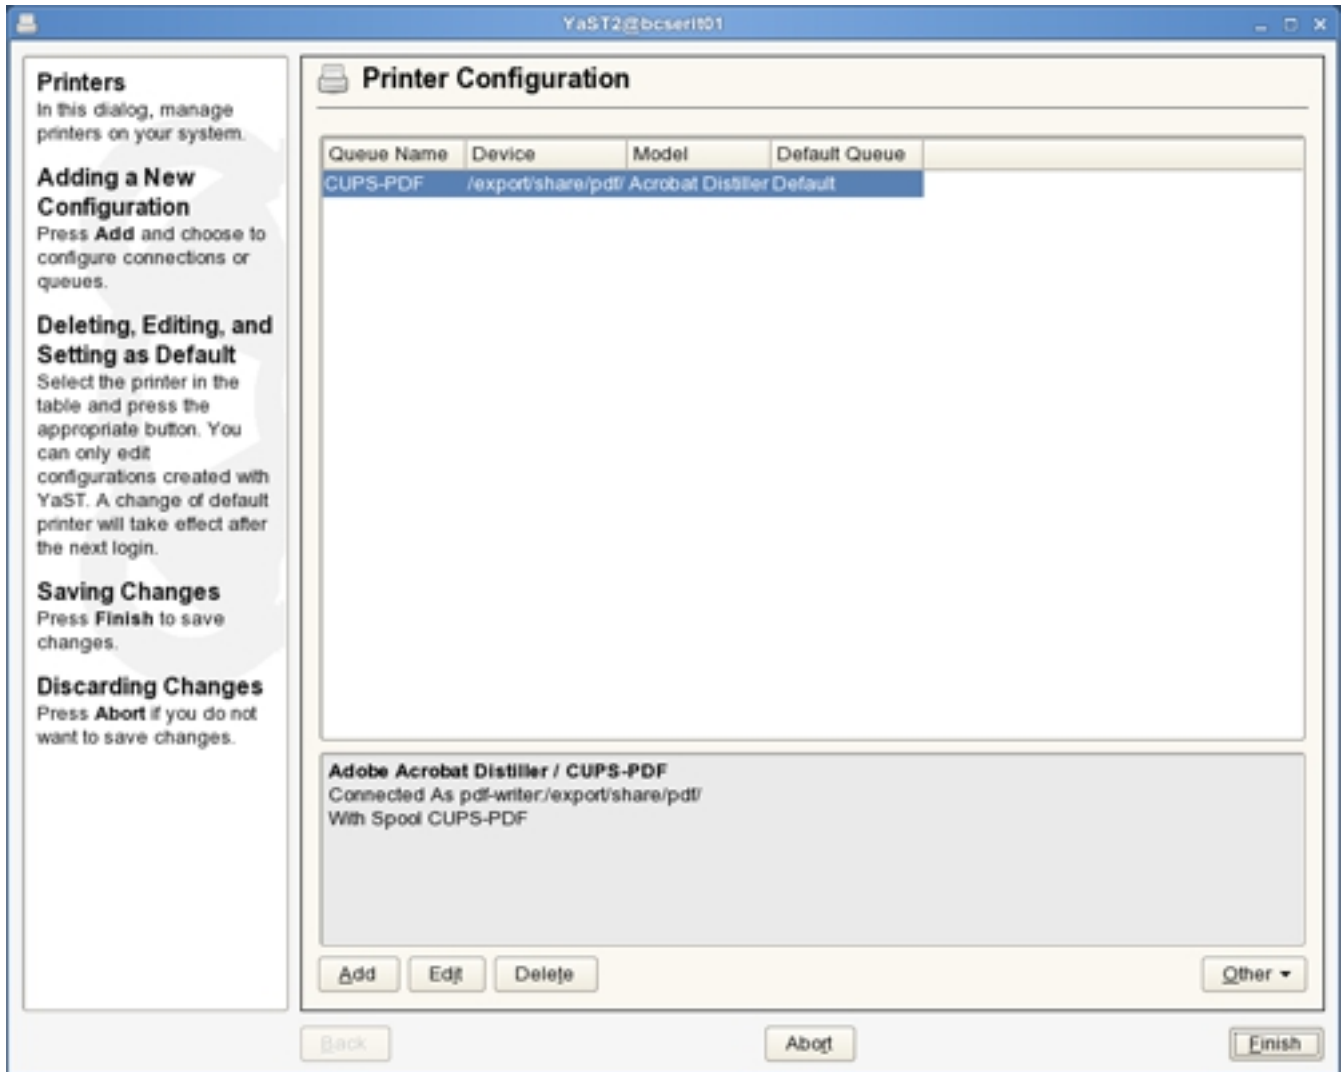 YaST2@bcserit01
Printers
In this dialog, manage
printers on your system.
Adding a New
Configuration
Press Add and choose to
configure connections or
queues.
Deleting, Editing, and
Setting as Default
Select the printer in the
table and press the
appropriate button. You
can only edit
configurations created with
YaST. A change of default
printer will take effect after
the next login.
Saving Changes
Press Finish to save
changes.
Discarding Changes
Press Abort if you do not
want to save changes.
Printer Configuration
Queue Name Device Model Default Queue
CUPS-PDF /export/share/pdf/ Acrobat Distiller Default
Adobe Acrobat Distiller / CUPS-PDF
Connected As pdf-writer:/export/share/pdf/
With Spool CUPS-PDF
Add Edit Delete Other
Back Abort Finish